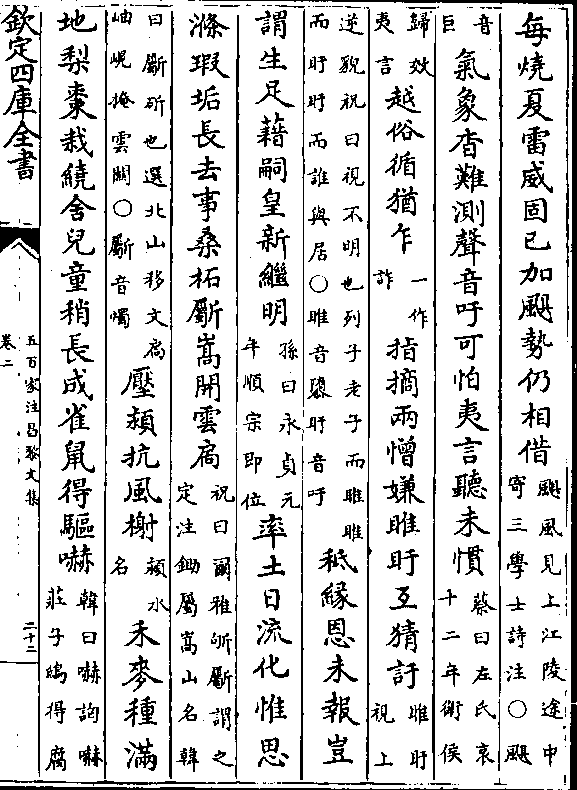 每燒夏雷威固已加颶勢仍相借颶風見上江陵途中寄三學士詩注○颶
音巨氣象杳難測聲音吁可怕夷言聽未慣蔡曰左氏哀十二年衛侯
歸效夷言越俗循猶乍一作詐指摘兩憎嫌睢盱互猜訝睢盱視上
逆貌祝曰視不明也列子老子而睢睢而盱盱而誰與居○睢音隳盱音吁秪緣恩未報豈
謂生足藉嗣皇新繼明孫曰永貞元年順宗即位率土日流化惟思
滌瑕垢長去事桑柘斸嵩開雲扃祝曰爾雅斪斸謂之定注鋤屬嵩山名韓
曰斸斫也選北山移文扃岫峴掩雲關○斸音燭壓潁抗風榭潁水名禾麥種滿
地梨棗栽繞舍兒童稍長成雀鼠得驅嚇韓曰嚇詢嚇莊子鴟得腐
欽定四庫全書
五百家注昌黎文集
卷二
二十二